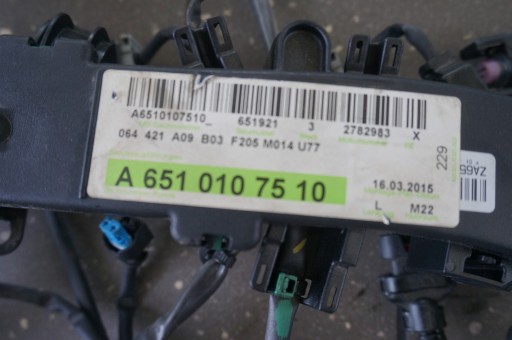 A6510107510_ 651921 3 2782983 X
064 421 A09 B03 F205 M014 U77
229
A 651 010 75 10
16.03.2015
L M22